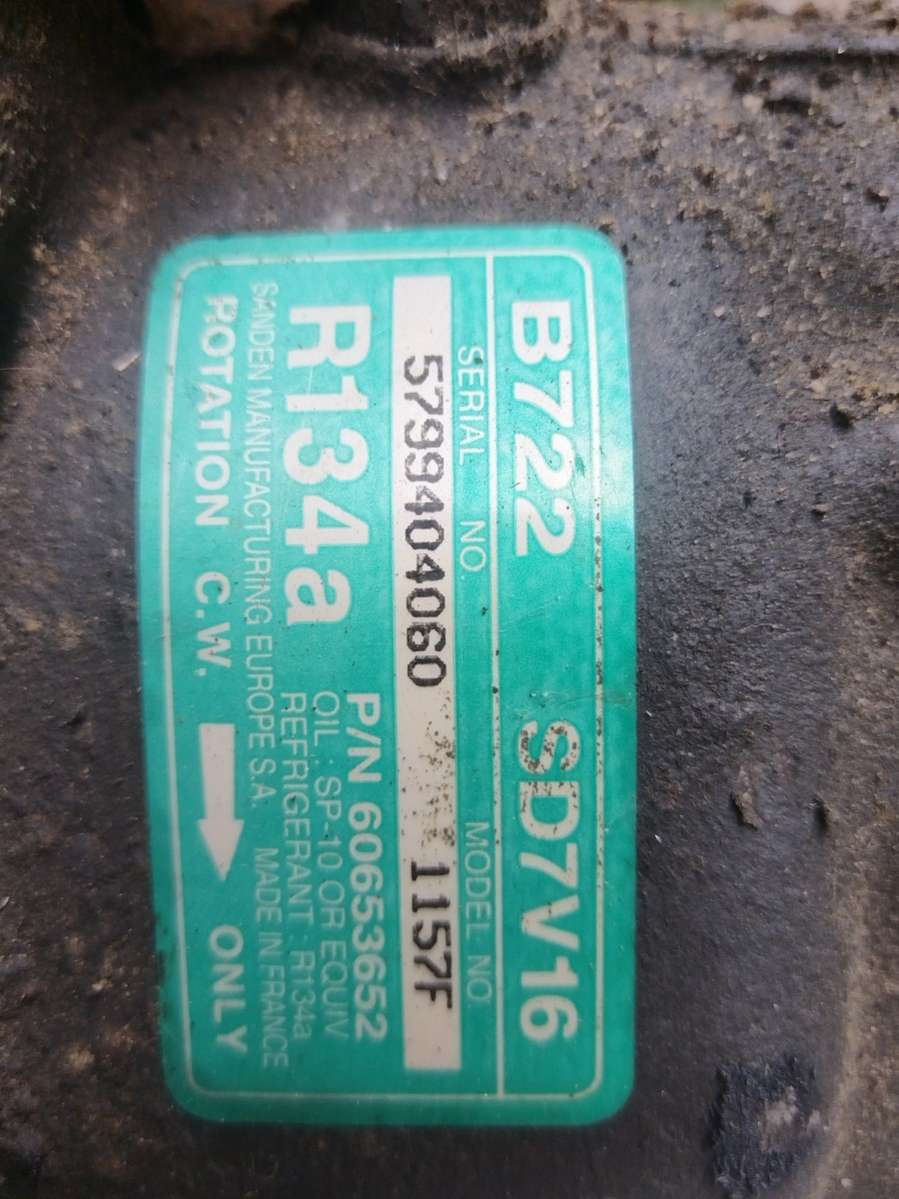 B722 SD7V16
SERIAL NO. MODEL NO.
5799404060 1157F
R134a P/N 60653652
OIL : SP-10 OR EQUIV
REFRIGERANT : R134a
SANDEN MANUFACTURING EUROPE S.A. MADE IN FRANCE
ROTATION C.W. ONLY